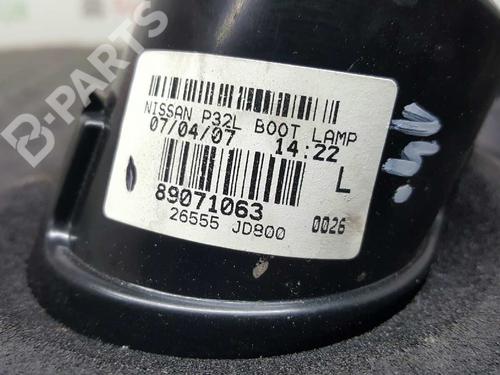 B-PARTS
NISSAN P32L BOOT LAMP
07/04/07 14:22
L
89071063
26555 JD800 0026